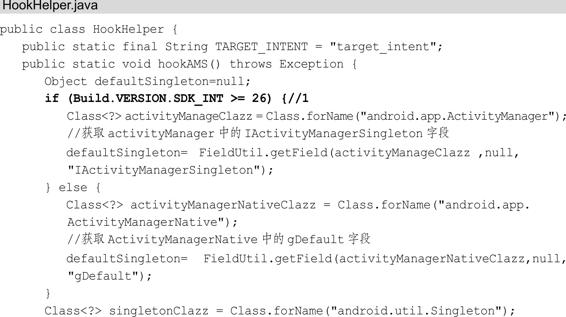 HookHelper.java
public class HookHelper {
public static final String TARGET_INTENT = "target_intent";
public static void hookAMS() throws Exception {
Object defaultSingleton=null;
if (Build.VERSION.SDK_INT >= 26) {//1
Class<?> activityManageClazz = Class.forName("android.app.ActivityManager");
//获取 activityManager 中的 IActivityManagerSingleton 字段
defaultSingleton= FieldUtil.getField(activityManageClazz ,null,
"IActivityManagerSingleton");
} else {
Class<?> activityManagerNativeClazz = Class.forName("android.app.
ActivityManagerNative");
//获取 ActivityManagerNative 中的 gDefault 字段
defaultSingleton= FieldUtil.getField(activityManagerNativeClazz,null,
"gDefault");
}
Class<?> singletonClazz = Class.forName("android.util.Singleton");